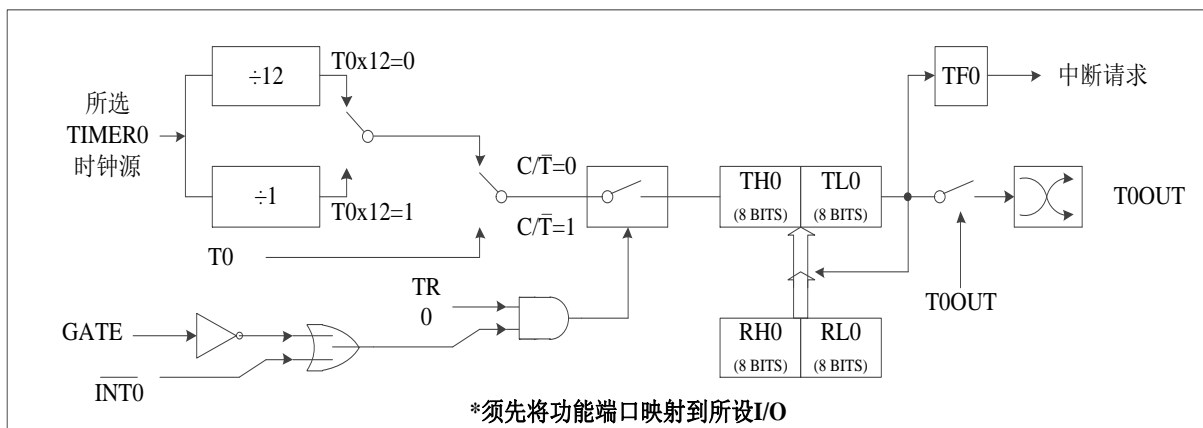 ÷12
T0x12=0
所选
TIMER0
时钟源
÷1
T0x12=1
T0
C/T̅=0
C/T̅=1
TR
0
GATE
I̅N̅T̅0̅
TH0
(8 BITS)
TL0
(8 BITS)
RH0
(8 BITS)
RL0
(8 BITS)
TF0
中断请求
T0OUT
T0OUT
*须先将功能端口映射到所设I/O